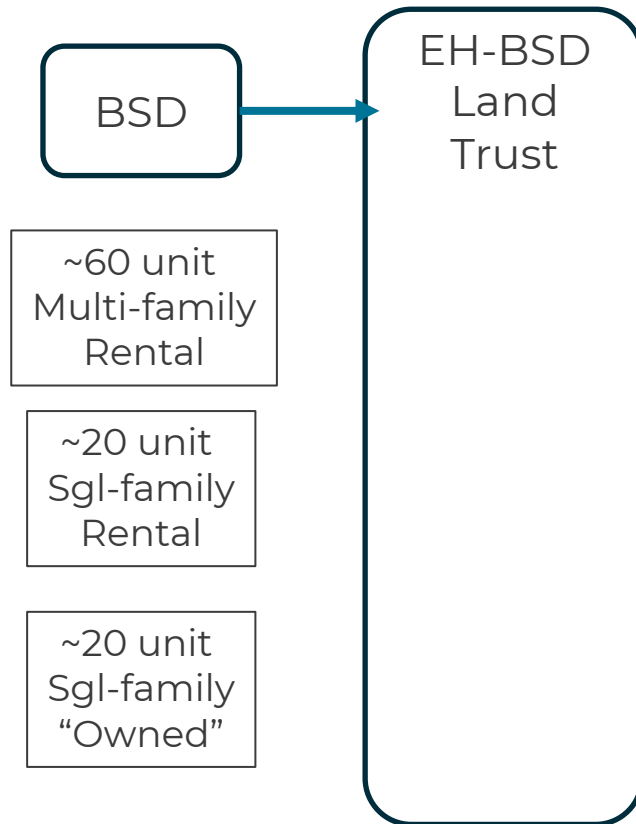 BSD
EH-BSD
Land
Trust
~60 unit
Multi-family
Rental
~20 unit
Sgl-family
Rental
~20 unit
Sgl-family
“Owned”